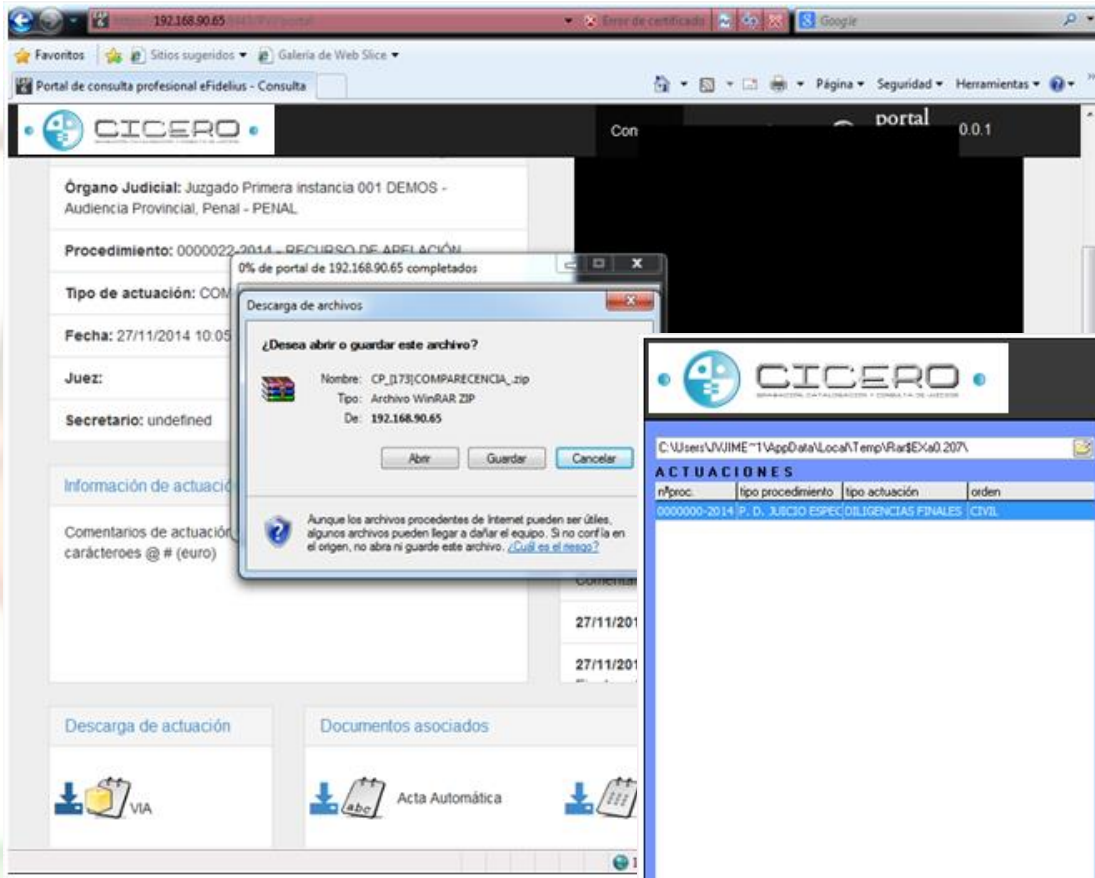 192.168.90.65
Error de certificado
Google
Favoritos
Sitios sugeridos
Galería de Web Slice
Portal de consulta profesional eFidelius - Consulta
Página
Seguridad
Herramientas
CICERO
Con
portal
0.0.1
Órgano Judicial: Juzgado Primera instancia 001 DEMOS -
Audiencia Provincial, Penal - PENAL
Procedimiento: 0000022-2014 - RECURSO DE APELACIÓN
Tipo de actuación: COM
Fecha: 27/11/2014 10:05
Juez:
Secretario: undefined
Información de actuació
Comentarios de actuación
carácteroes @ # (euro)
0% de portal de 192.168.90.65 completados
Descarga de archivos
¿Desea abrir o guardar este archivo?
Nombre: CP_[173]COMPARECENCIA_.zip
Tipo: Archivo WinRAR ZIP
De: 192.168.90.65
Abrir
Guardar
Cancelar
Aunque los archivos procedentes de Internet pueden ser útiles,
algunos archivos pueden llegar a dañar el equipo. Si no confía en
el origen, no abra ni guarde este archivo. ¿Cuál es el riesgo?
Comentar
27/11/201
27/11/201
Descarga de actuación
VIA
Documentos asociados
abc
Acta Automática
CICERO
GRABACIÓN, CATALOGACIÓN Y CONSULTA DE JUICIOS
C:\Users\JVJIME~1\AppData\Local\Temp\Rar$EXa0.207\
ACTUACIONES
nºproc. tipo procedimiento tipo actuación orden
0000000-2014 P. D. JUICIO ESPEC DILIGENCIAS FINALES CIVIL